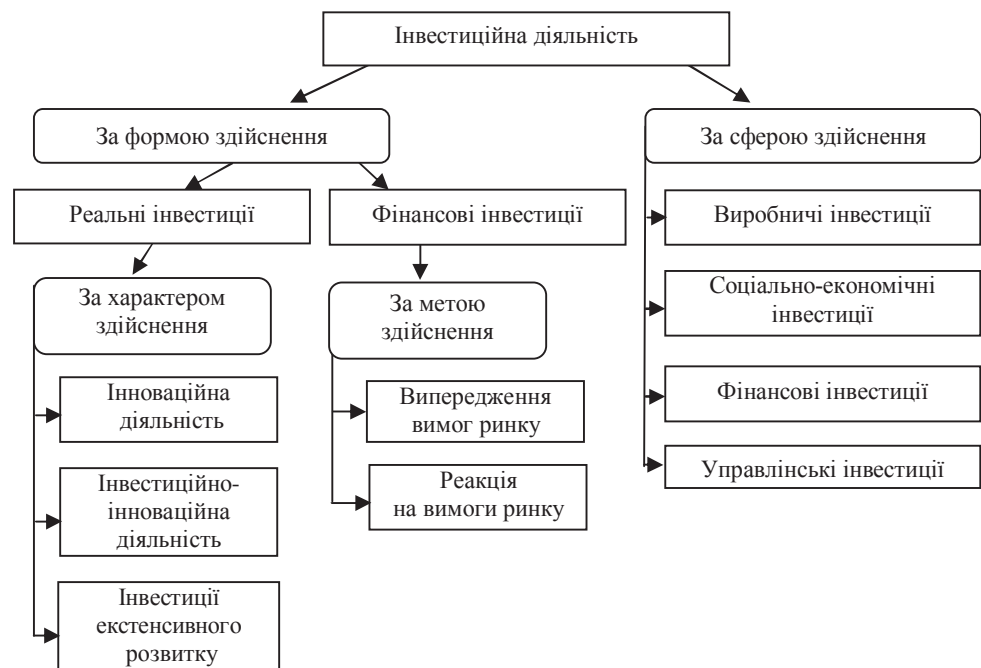 Інвестиційна діяльність
За формою здійснення
За сферою здійснення
Реальні інвестиції
Фінансові інвестиції
Виробничі інвестиції
За характером
здійснення
За метою
здійснення
Соціально-економічні
інвестиції
Інноваційна
діяльність
Випередження
вимог ринку
Фінансові інвестиції
Інвестиційно-
інноваційна
діяльність
Реакція
на вимоги ринку
Управлінські інвестиції
Інвестиції
екстенсивного
розвитку